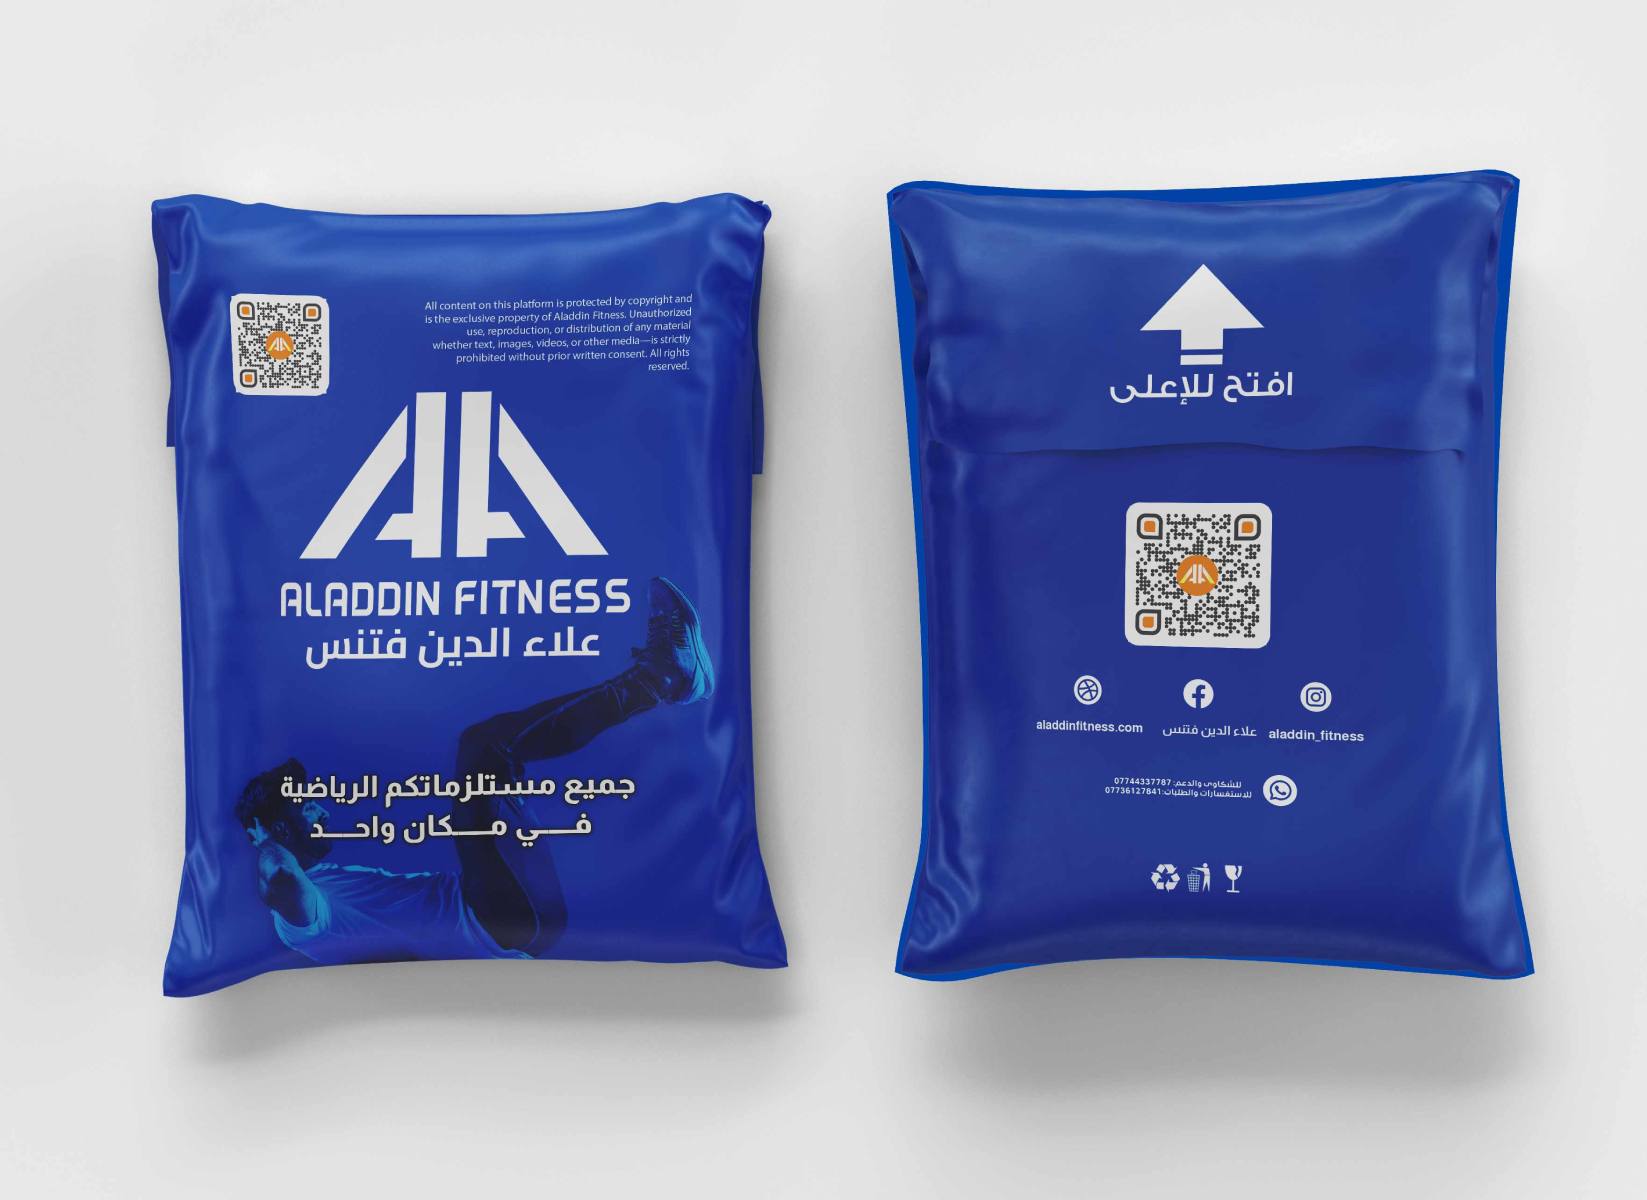 All content on this platform is protected by copyright and
is the exclusive property of Aladdin Fitness. Unauthorized
use, reproduction, or distribution of any material
whether text, images, videos, or other media—is strictly
prohibited without prior written consent. All rights
reserved.
ALADDIN FITNESS
علاء الدين فتنس
جميع مستلزماتكم الرياضية
فــــي مــــكان واحــــد
افتح للإعلى
aladdinfitness.com
علاء الدين فتنس
aladdin_fitness
للشكاوى والدعم: 07744337787
للاستفسارات والطلبات:07736127841